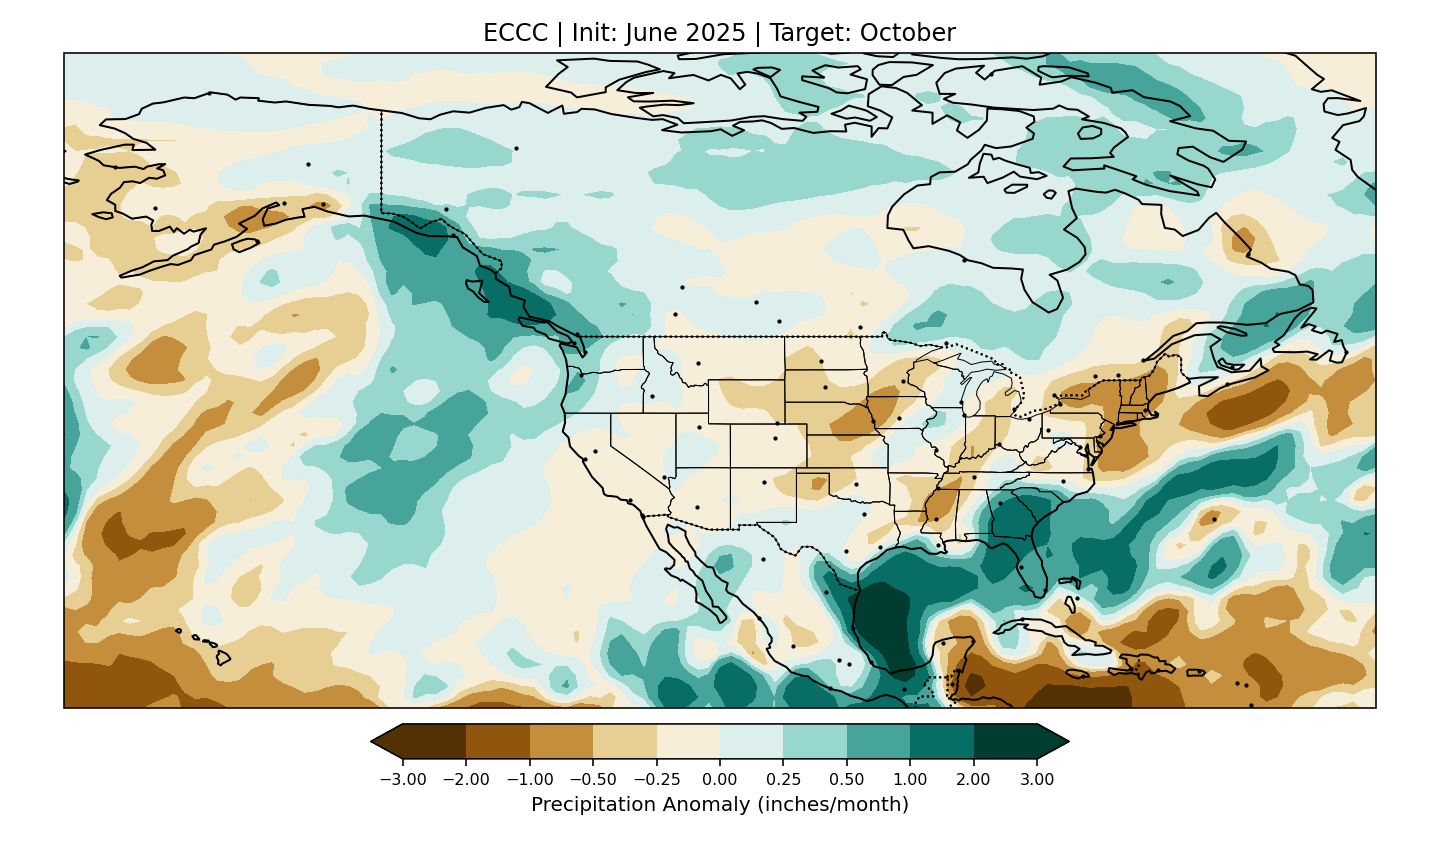 ECCC | Init: June 2025 | Target: October
−3.00 −2.00 −1.00 −0.50 −0.25 0.00 0.25 0.50 1.00 2.00 3.00
Precipitation Anomaly (inches/month)